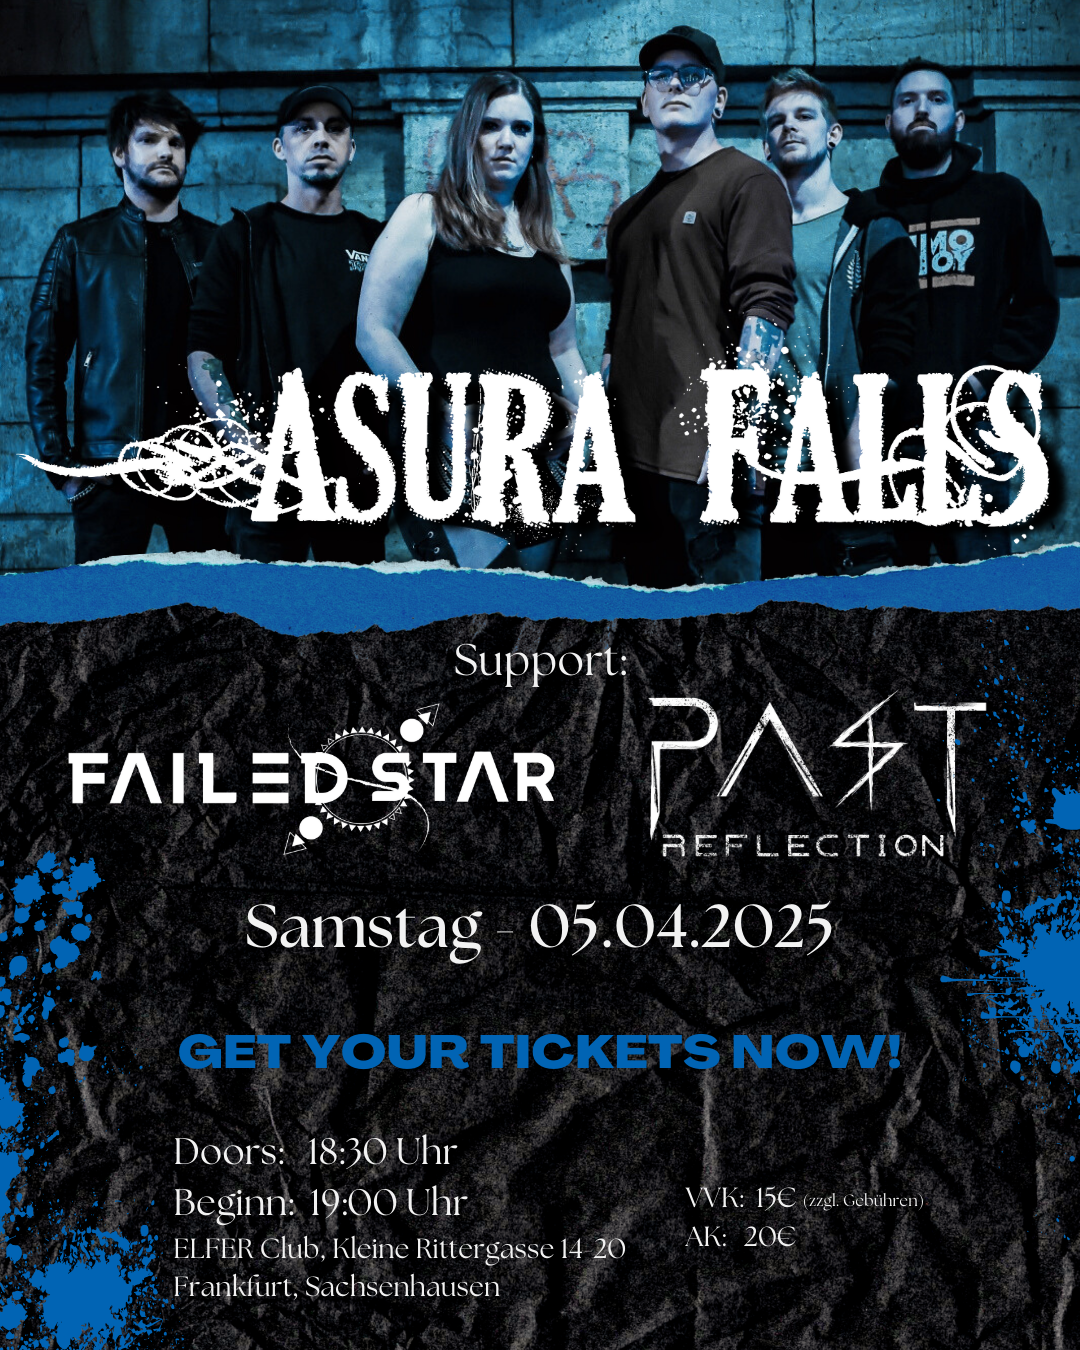 VANS
ASURA FALLS
Support:
FAILED STAR
PAST
REFLECTION
Samstag - 05.04.2025
GET YOUR TICKETS NOW!
Doors: 18:30 Uhr
Beginn: 19:00 Uhr
ELFER Club, Kleine Rittergasse 14-20
Frankfurt, Sachsenhausen
VVK: 15€ (zzgl. Gebühren)
AK: 20€